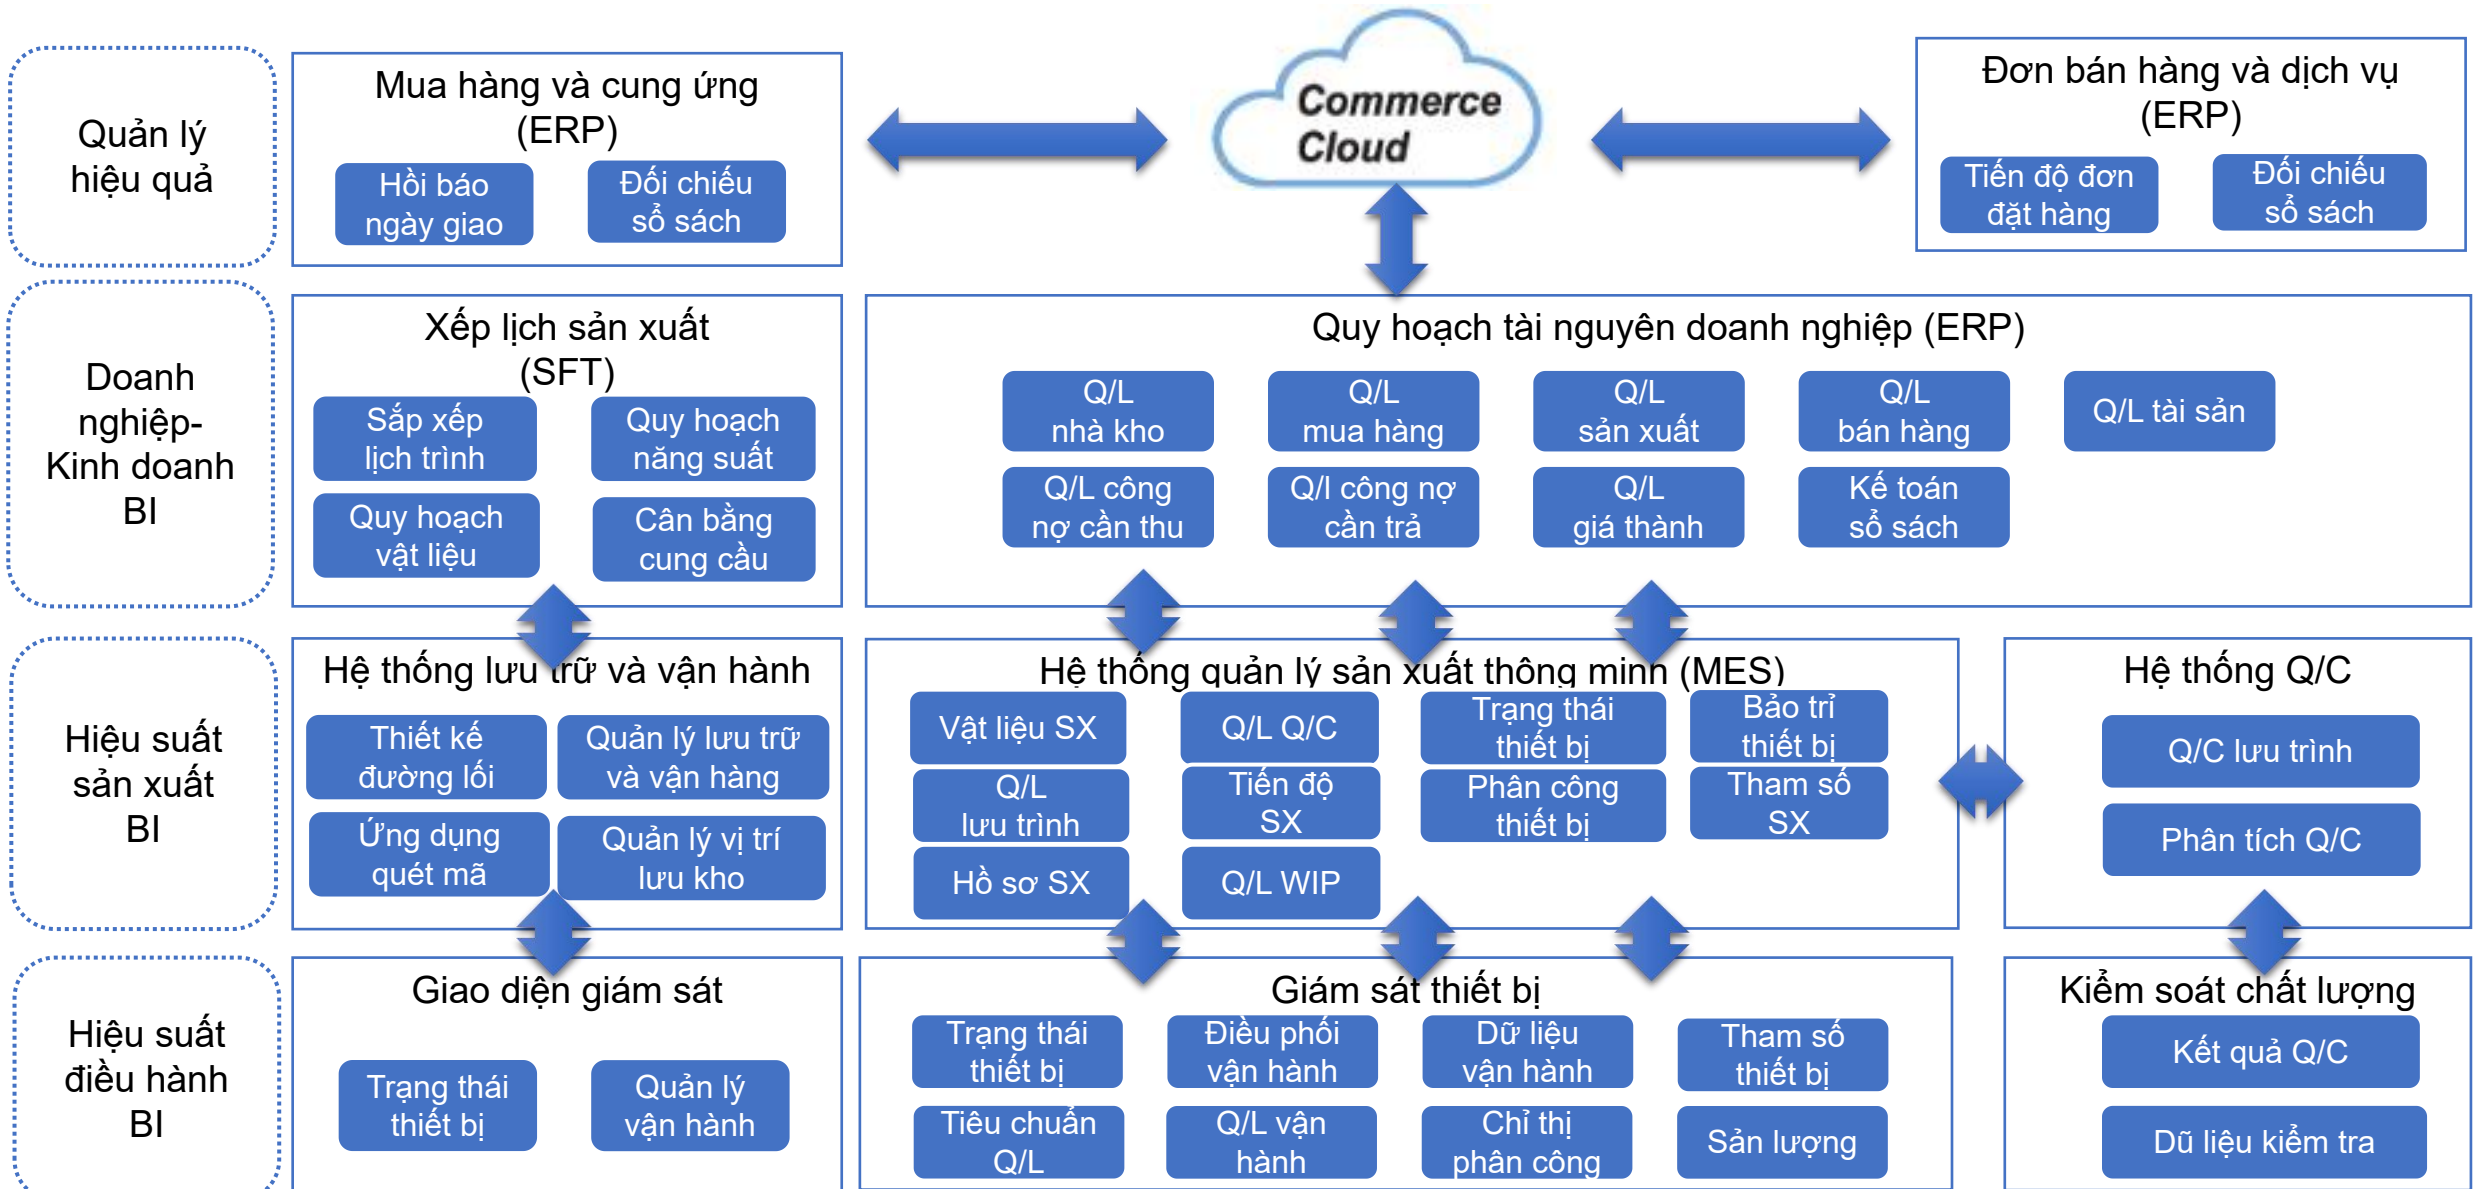 Quản lý
hiệu quả
Mua hàng và cung ứng
(ERP)
Hồi báo
ngày giao
Đối chiếu
sổ sách
Commerce
Cloud
Đơn bán hàng và dịch vụ
(ERP)
Tiến độ đơn
đặt hàng
Đối chiếu
sổ sách
Doanh
nghiệp-
Kinh doanh
BI
Xếp lịch sản xuất
(SFT)
Sắp xếp
lịch trình
Quy hoạch
năng suất
Quy hoạch
vật liệu
Cân bằng
cung cầu
Quy hoạch tài nguyên doanh nghiệp (ERP)
Q/L
nhà kho
Q/L
mua hàng
Q/L
sản xuất
Q/L
bán hàng
Q/L tài sản
Q/L công
nợ cần thu
Q/l công nợ
cần trả
Q/L
giá thành
Kế toán
sổ sách
Hiệu suất
sản xuất
BI
Hệ thống lưu trữ và vận hành
Thiết kế
đường lối
Quản lý lưu trữ
và vận hàng
Ứng dụng
quét mã
Quản lý vị trí
lưu kho
Hệ thống quản lý sản xuất thông minh (MES)
Vật liệu SX
Q/L Q/C
Trạng thái
thiết bị
Bảo trỉ
thiết bị
Q/L
lưu trình
Tiến độ
SX
Phân công
thiết bị
Tham số
SX
Hồ sơ SX
Q/L WIP
Hệ thống Q/C
Q/C lưu trình
Phân tích Q/C
Hiệu suất
điều hành
BI
Giao diện giám sát
Trạng thái
thiết bị
Quản lý
vận hành
Giám sát thiết bị
Trạng thái
thiết bị
Điều phối
vận hành
Dữ liệu
vận hành
Tham số
thiết bị
Tiêu chuẩn
Q/L
Q/L vận
hành
Chỉ thị
phân công
Sản lượng
Kiểm soát chất lượng
Kết quả Q/C
Dũ liệu kiểm tra